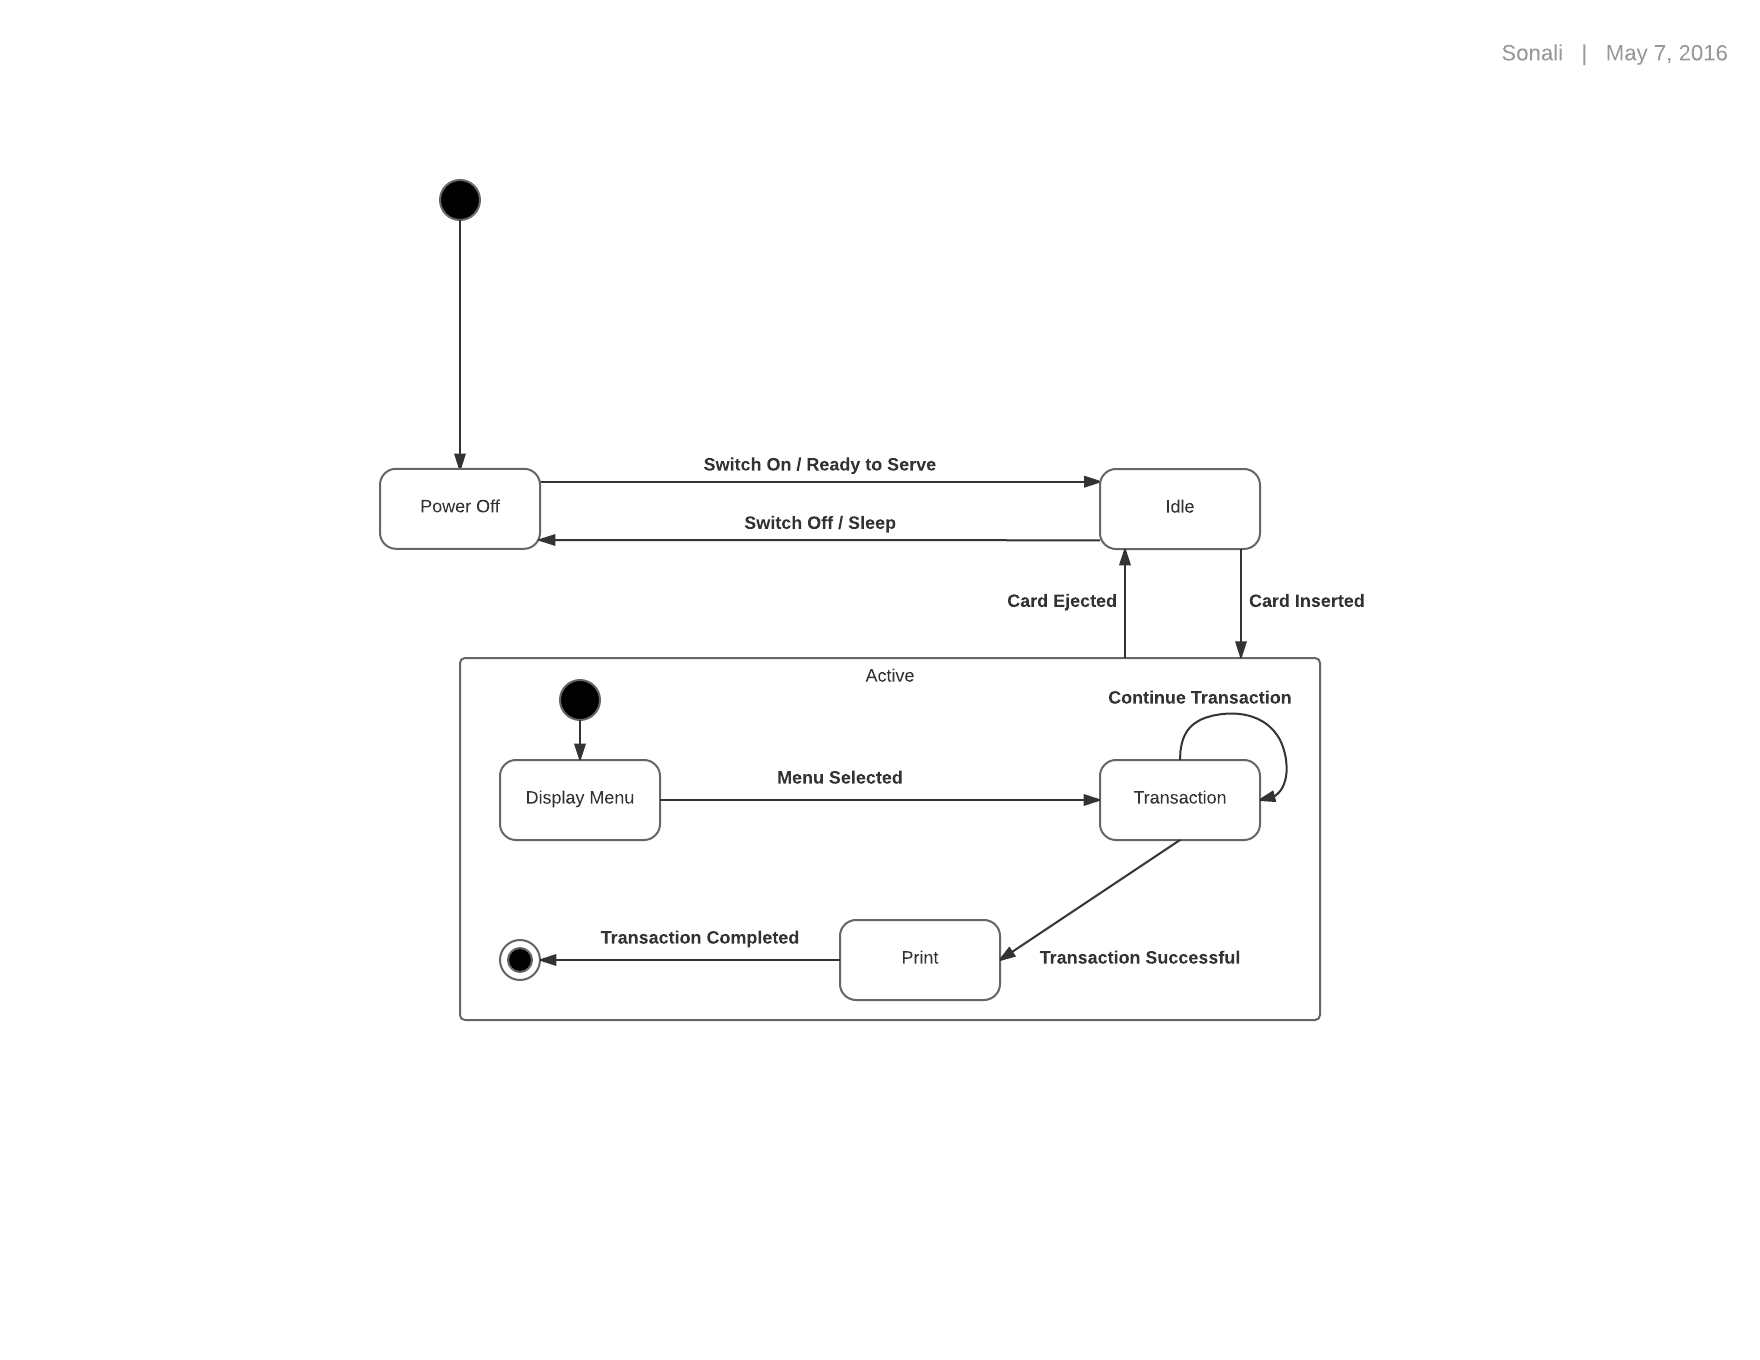 Sonali | May 7, 2016
Switch On / Ready to Serve
Power Off
Idle
Switch Off / Sleep
Card Ejected
Card Inserted
Active
Continue Transaction
Menu Selected
Display Menu
Transaction
Transaction Completed
Print
Transaction Successful